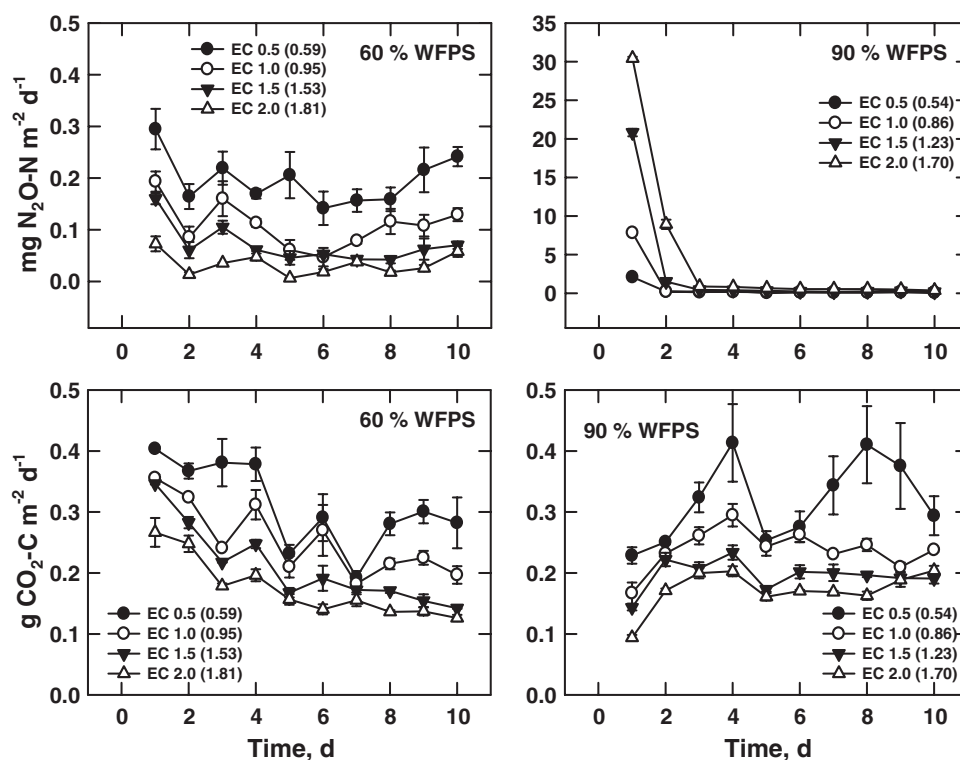 60 % WFPS
EC 0.5 (0.59)
EC 1.0 (0.95)
EC 1.5 (1.53)
EC 2.0 (1.81)
mg N₂O-N m⁻² d⁻¹
0.5
0.4
0.3
0.2
0.1
0.0
0 2 4 6 8 10
90 % WFPS
EC 0.5 (0.54)
EC 1.0 (0.86)
EC 1.5 (1.23)
EC 2.0 (1.70)
35
30
25
20
15
10
5
0
0 2 4 6 8 10
60 % WFPS
EC 0.5 (0.59)
EC 1.0 (0.95)
EC 1.5 (1.53)
EC 2.0 (1.81)
g CO₂-C m⁻² d⁻¹
0.5
0.4
0.3
0.2
0.1
0.0
0 2 4 6 8 10
Time, d
90 % WFPS
EC 0.5 (0.54)
EC 1.0 (0.86)
EC 1.5 (1.23)
EC 2.0 (1.70)
0.5
0.4
0.3
0.2
0.1
0.0
0 2 4 6 8 10
Time, d